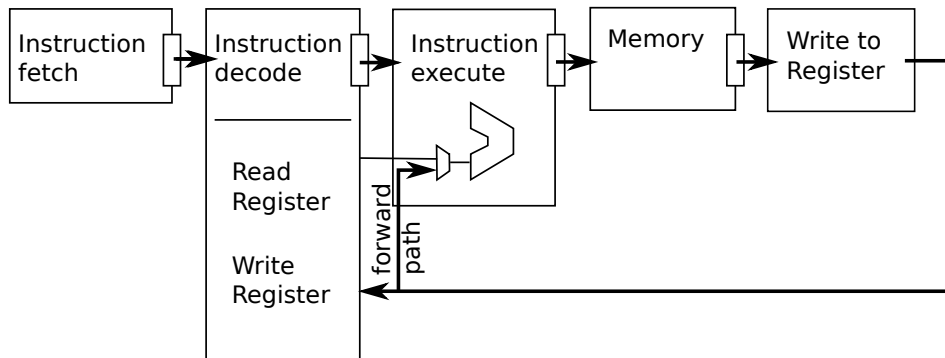 Instruction
fetch
Instruction
decode
Instruction
execute
Memory
Write to
Register
Read
Register
Write
Register
forward
path